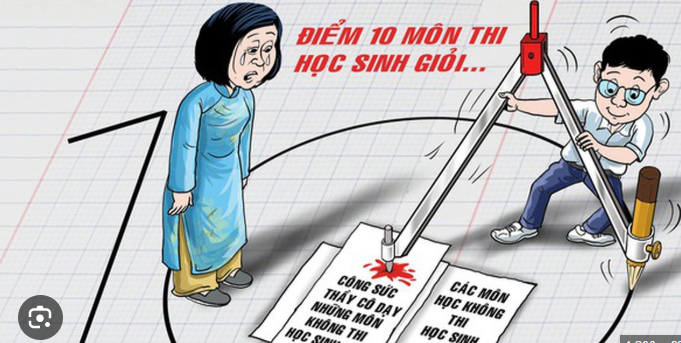 ĐIỂM 10 MÔN THI
HỌC SINH GIỎI...
CÔNG SỨC
THẦY CÔ DẠY
NHỮNG MÔN
KHÔNG THI
HỌC SINH
CÁC MÔN
HỌC KHÔNG
THI
HỌC SINH